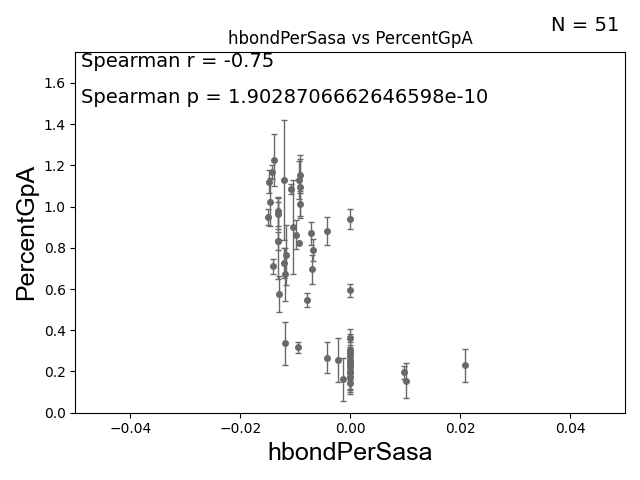 N = 51
hbondPerSasa vs PercentGpA
Spearman r = -0.75
Spearman p = 1.9028706662646598e-10
1.6
1.4
1.2
1.0
0.8
0.6
0.4
0.2
0.0
PercentGpA
−0.04 −0.02 0.00 0.02 0.04
hbondPerSasa